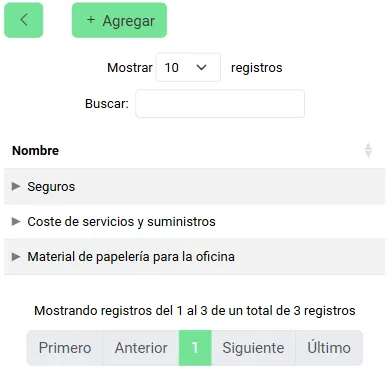 + Agregar
Mostrar 10 registros
Buscar:
Nombre
Seguros
Coste de servicios y suministros
Material de papelería para la oficina
Mostrando registros del 1 al 3 de un total de 3 registros
Primero Anterior 1 Siguiente Último